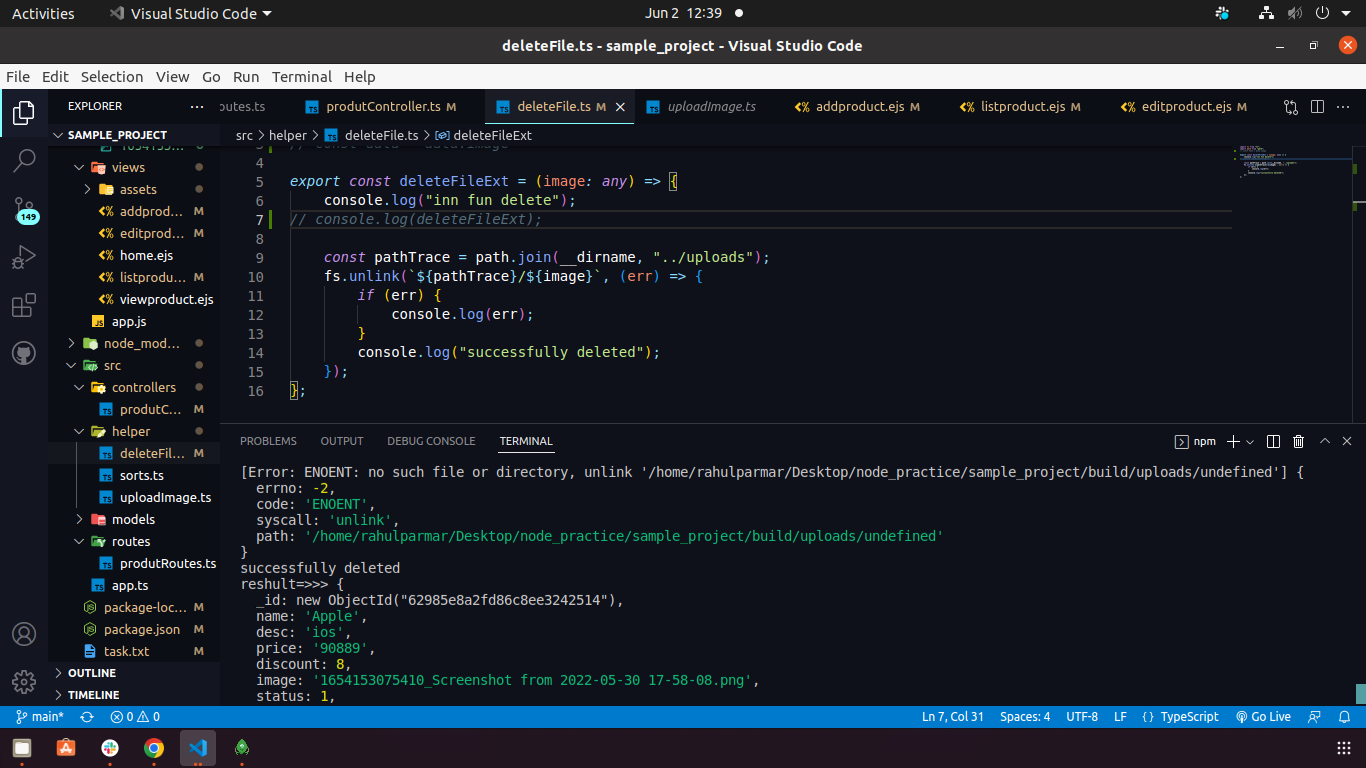 Activities Visual Studio Code Jun 2 12:39
deleteFile.ts - sample_project - Visual Studio Code
File Edit Selection View Go Run Terminal Help
EXPLORER ··· outes.ts produtController.ts M deleteFile.ts M uploadImage.ts addproduct.ejs M listproduct.ejs M editproduct.ejs M
SAMPLE_PROJECT
src > helper > deleteFile.ts > deleteFileExt
views
assets
addprod... M
editprod... M
home.ejs
listprodu... M
viewproduct.ejs
app.js
node_mod...
src
controllers
produtC... M
helper
deleteFil... M
sorts.ts
uploadImage.ts
models
routes
produtRoutes.ts
app.ts
package-loc... M
package.json M
task.txt M
OUTLINE
TIMELINE
149
4
5 export const deleteFileExt = (image: any) => {
6 console.log("inn fun delete");
7 // console.log(deleteFileExt);
8
9 const pathTrace = path.join(__dirname, "../uploads");
10 fs.unlink(`${pathTrace}/${image}`, (err) => {
11 if (err) {
12 console.log(err);
13 }
14 console.log("successfully deleted");
15 });
16 };
PROBLEMS OUTPUT DEBUG CONSOLE TERMINAL npm
[Error: ENOENT: no such file or directory, unlink '/home/rahulparmar/Desktop/node_practice/sample_project/build/uploads/undefined'] {
errno: -2,
code: 'ENOENT',
syscall: 'unlink',
path: '/home/rahulparmar/Desktop/node_practice/sample_project/build/uploads/undefined'
}
successfully deleted
reshult=>>> {
_id: new ObjectId("62985e8a2fd86c8ee3242514"),
name: 'Apple',
desc: 'ios',
price: '90889',
discount: 8,
image: '1654153075410_Screenshot from 2022-05-30 17-58-08.png',
status: 1,
main* 0 0 Ln 7, Col 31 Spaces: 4 UTF-8 LF { } TypeScript Go Live